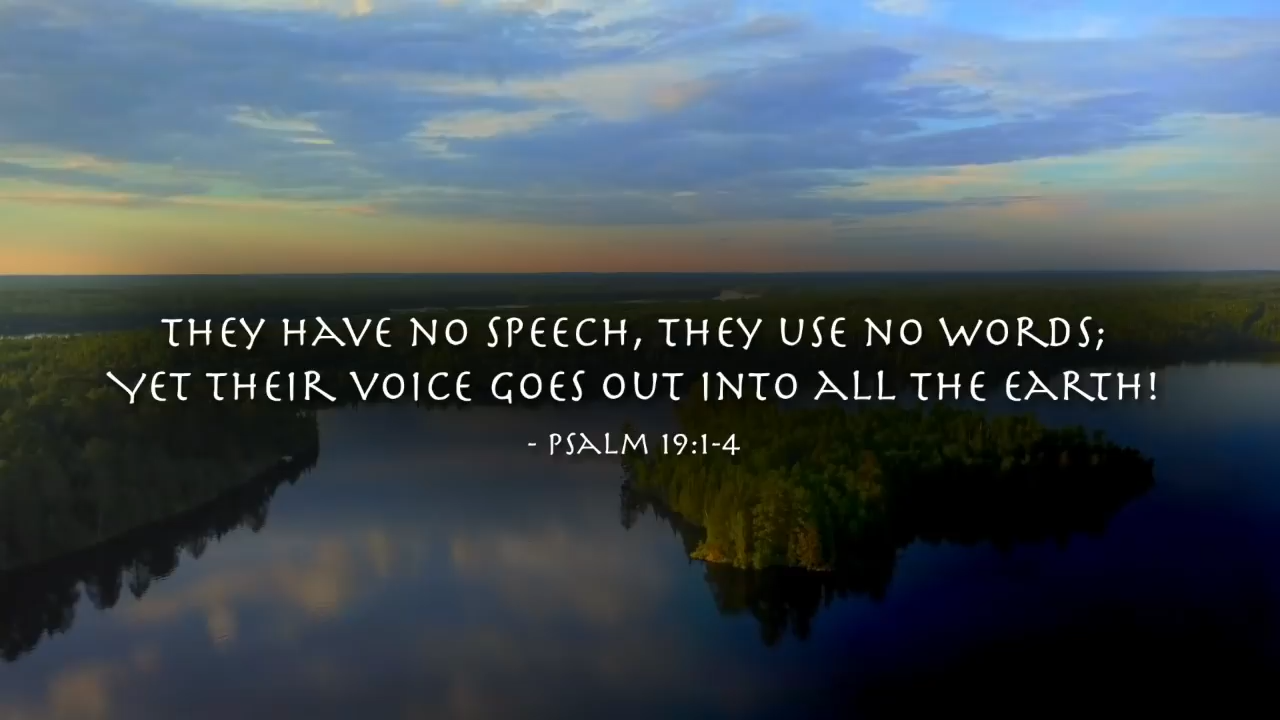 They have no speech, they use no words;
Yet their voice goes out into all the earth!
- Psalm 19:1-4